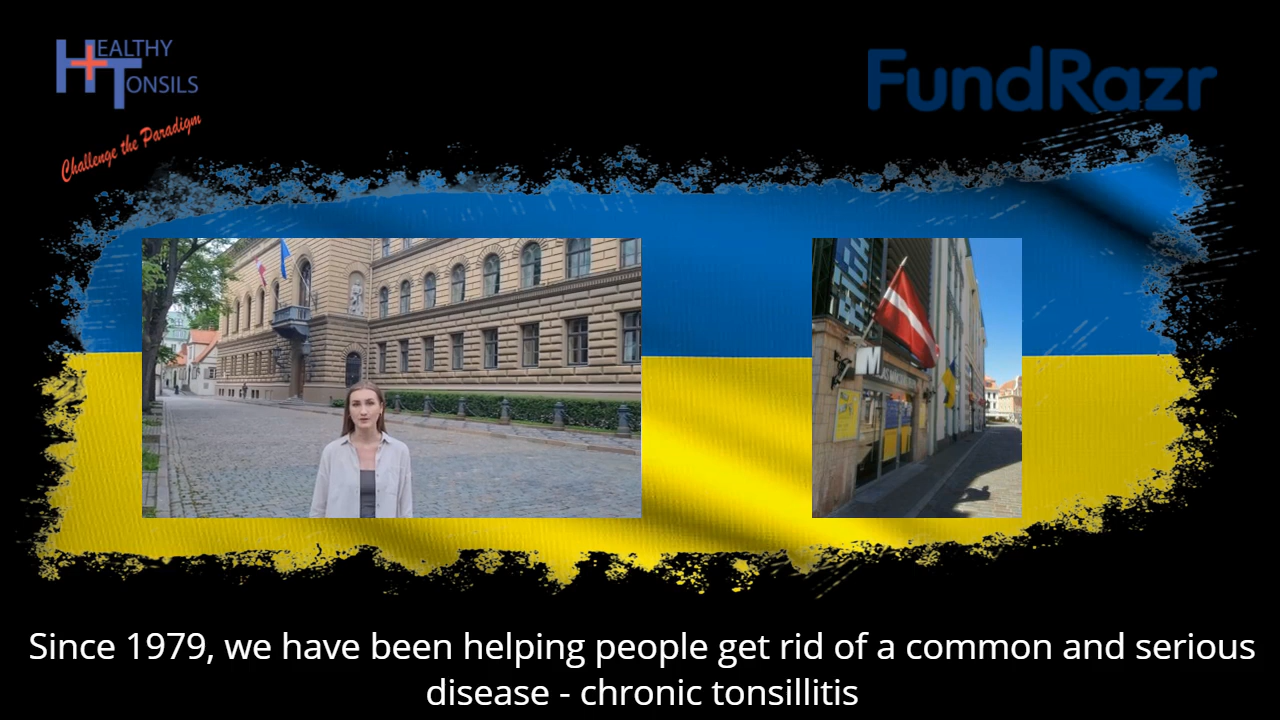 HEALTHY
TONSILS
Challenge the Paradigm
FundRazr
M
Since 1979, we have been helping people get rid of a common and serious
disease - chronic tonsillitis